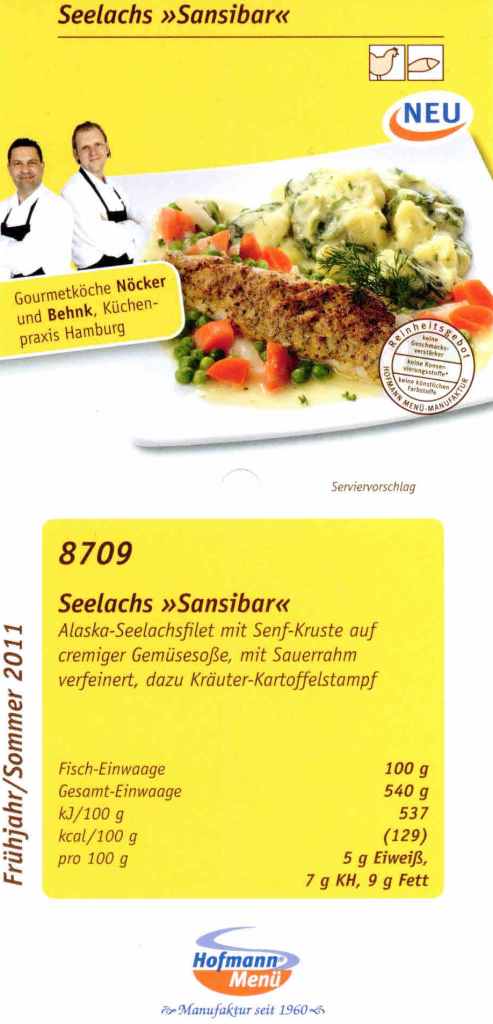 Seelachs »Sansibar«
NEU
Gourmetköche Nöcker
und Behnk, Küchen-
praxis Hamburg
Reinheitsgebot
keine
Geschmacks-
verstärker
keine Konser-
vierungsstoffe*
keine künstlichen
Farbstoffe
HOFMANN MENÜ-MANUFAKTUR
Serviervorschlag
8709
Seelachs »Sansibar«
Alaska-Seelachsfilet mit Senf-Kruste auf
cremiger Gemüsesoße, mit Sauerrahm
verfeinert, dazu Kräuter-Kartoffelstampf
Fisch-Einwaage 100 g
Gesamt-Einwaage 540 g
kJ/100 g 537
kcal/100 g (129)
pro 100 g 5 g Eiweiß,
7 g KH, 9 g Fett
Frühjahr/Sommer 2011
Hofmann
Menü
Manufaktur seit 1960